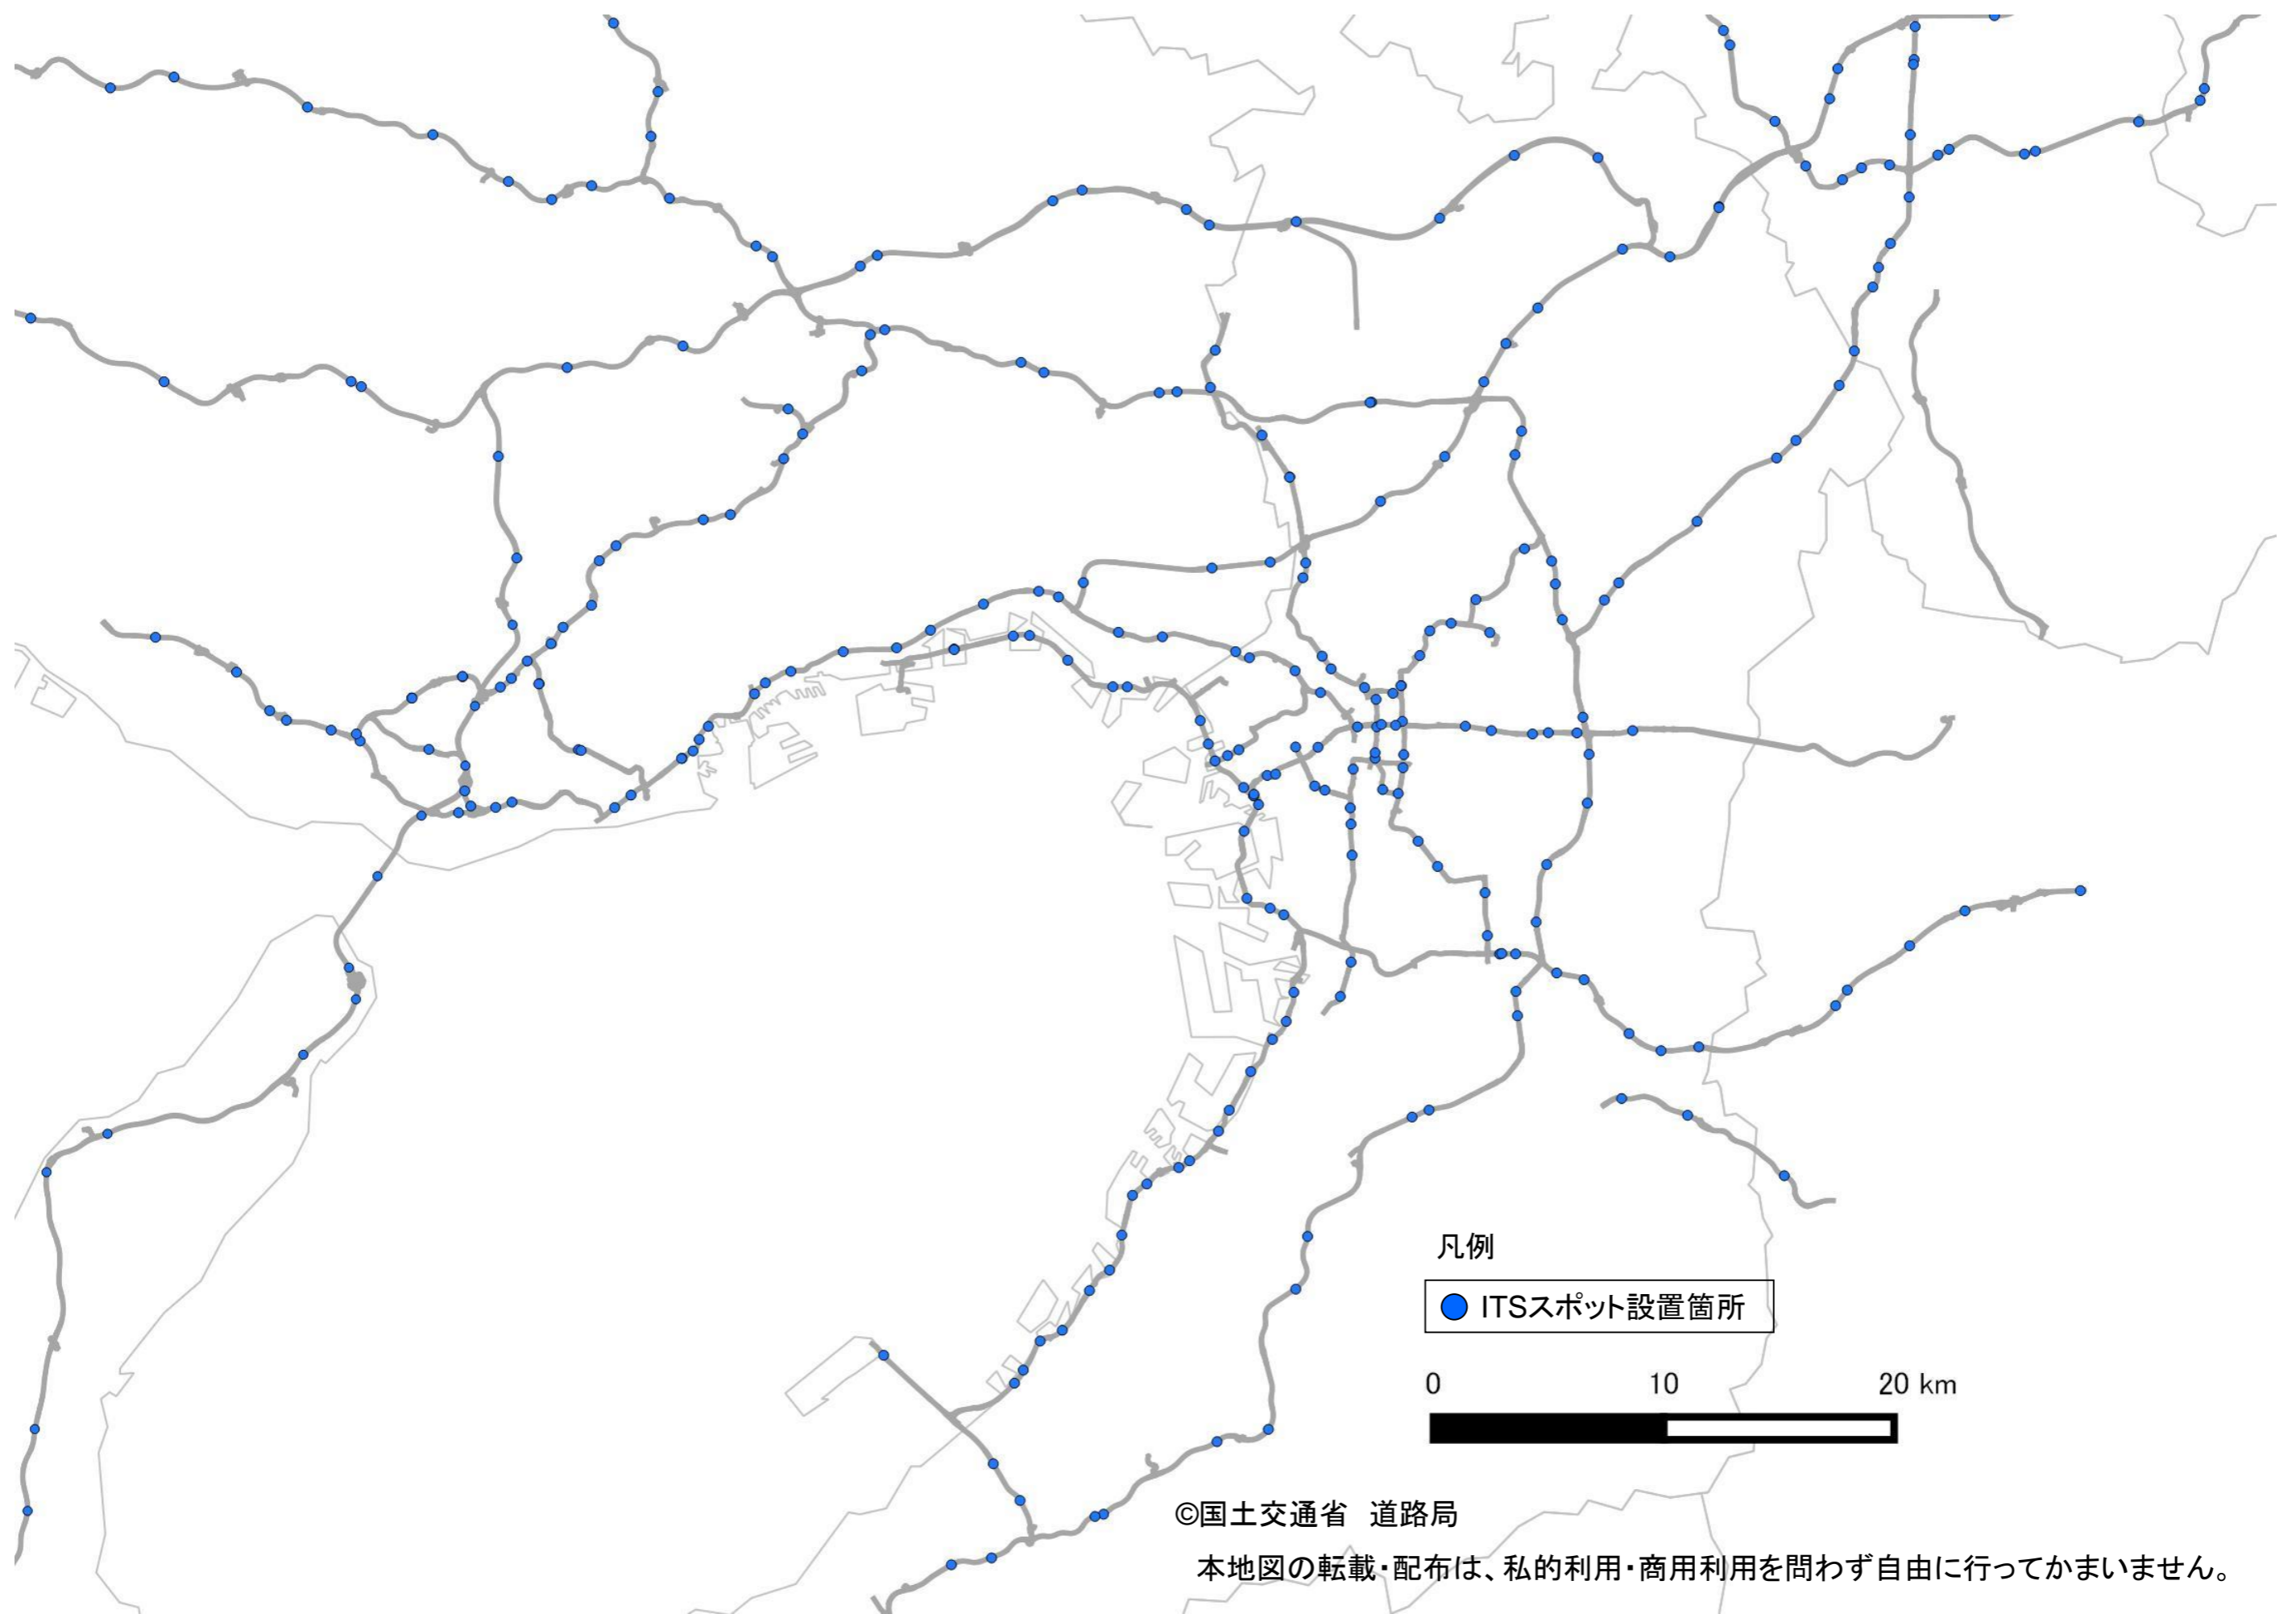 凡例
ITSスポット設置箇所
0 10 20 km
©国土交通省 道路局
本地図の転載・配布は、私的利用・商用利用を問わず自由に行ってかまいません。